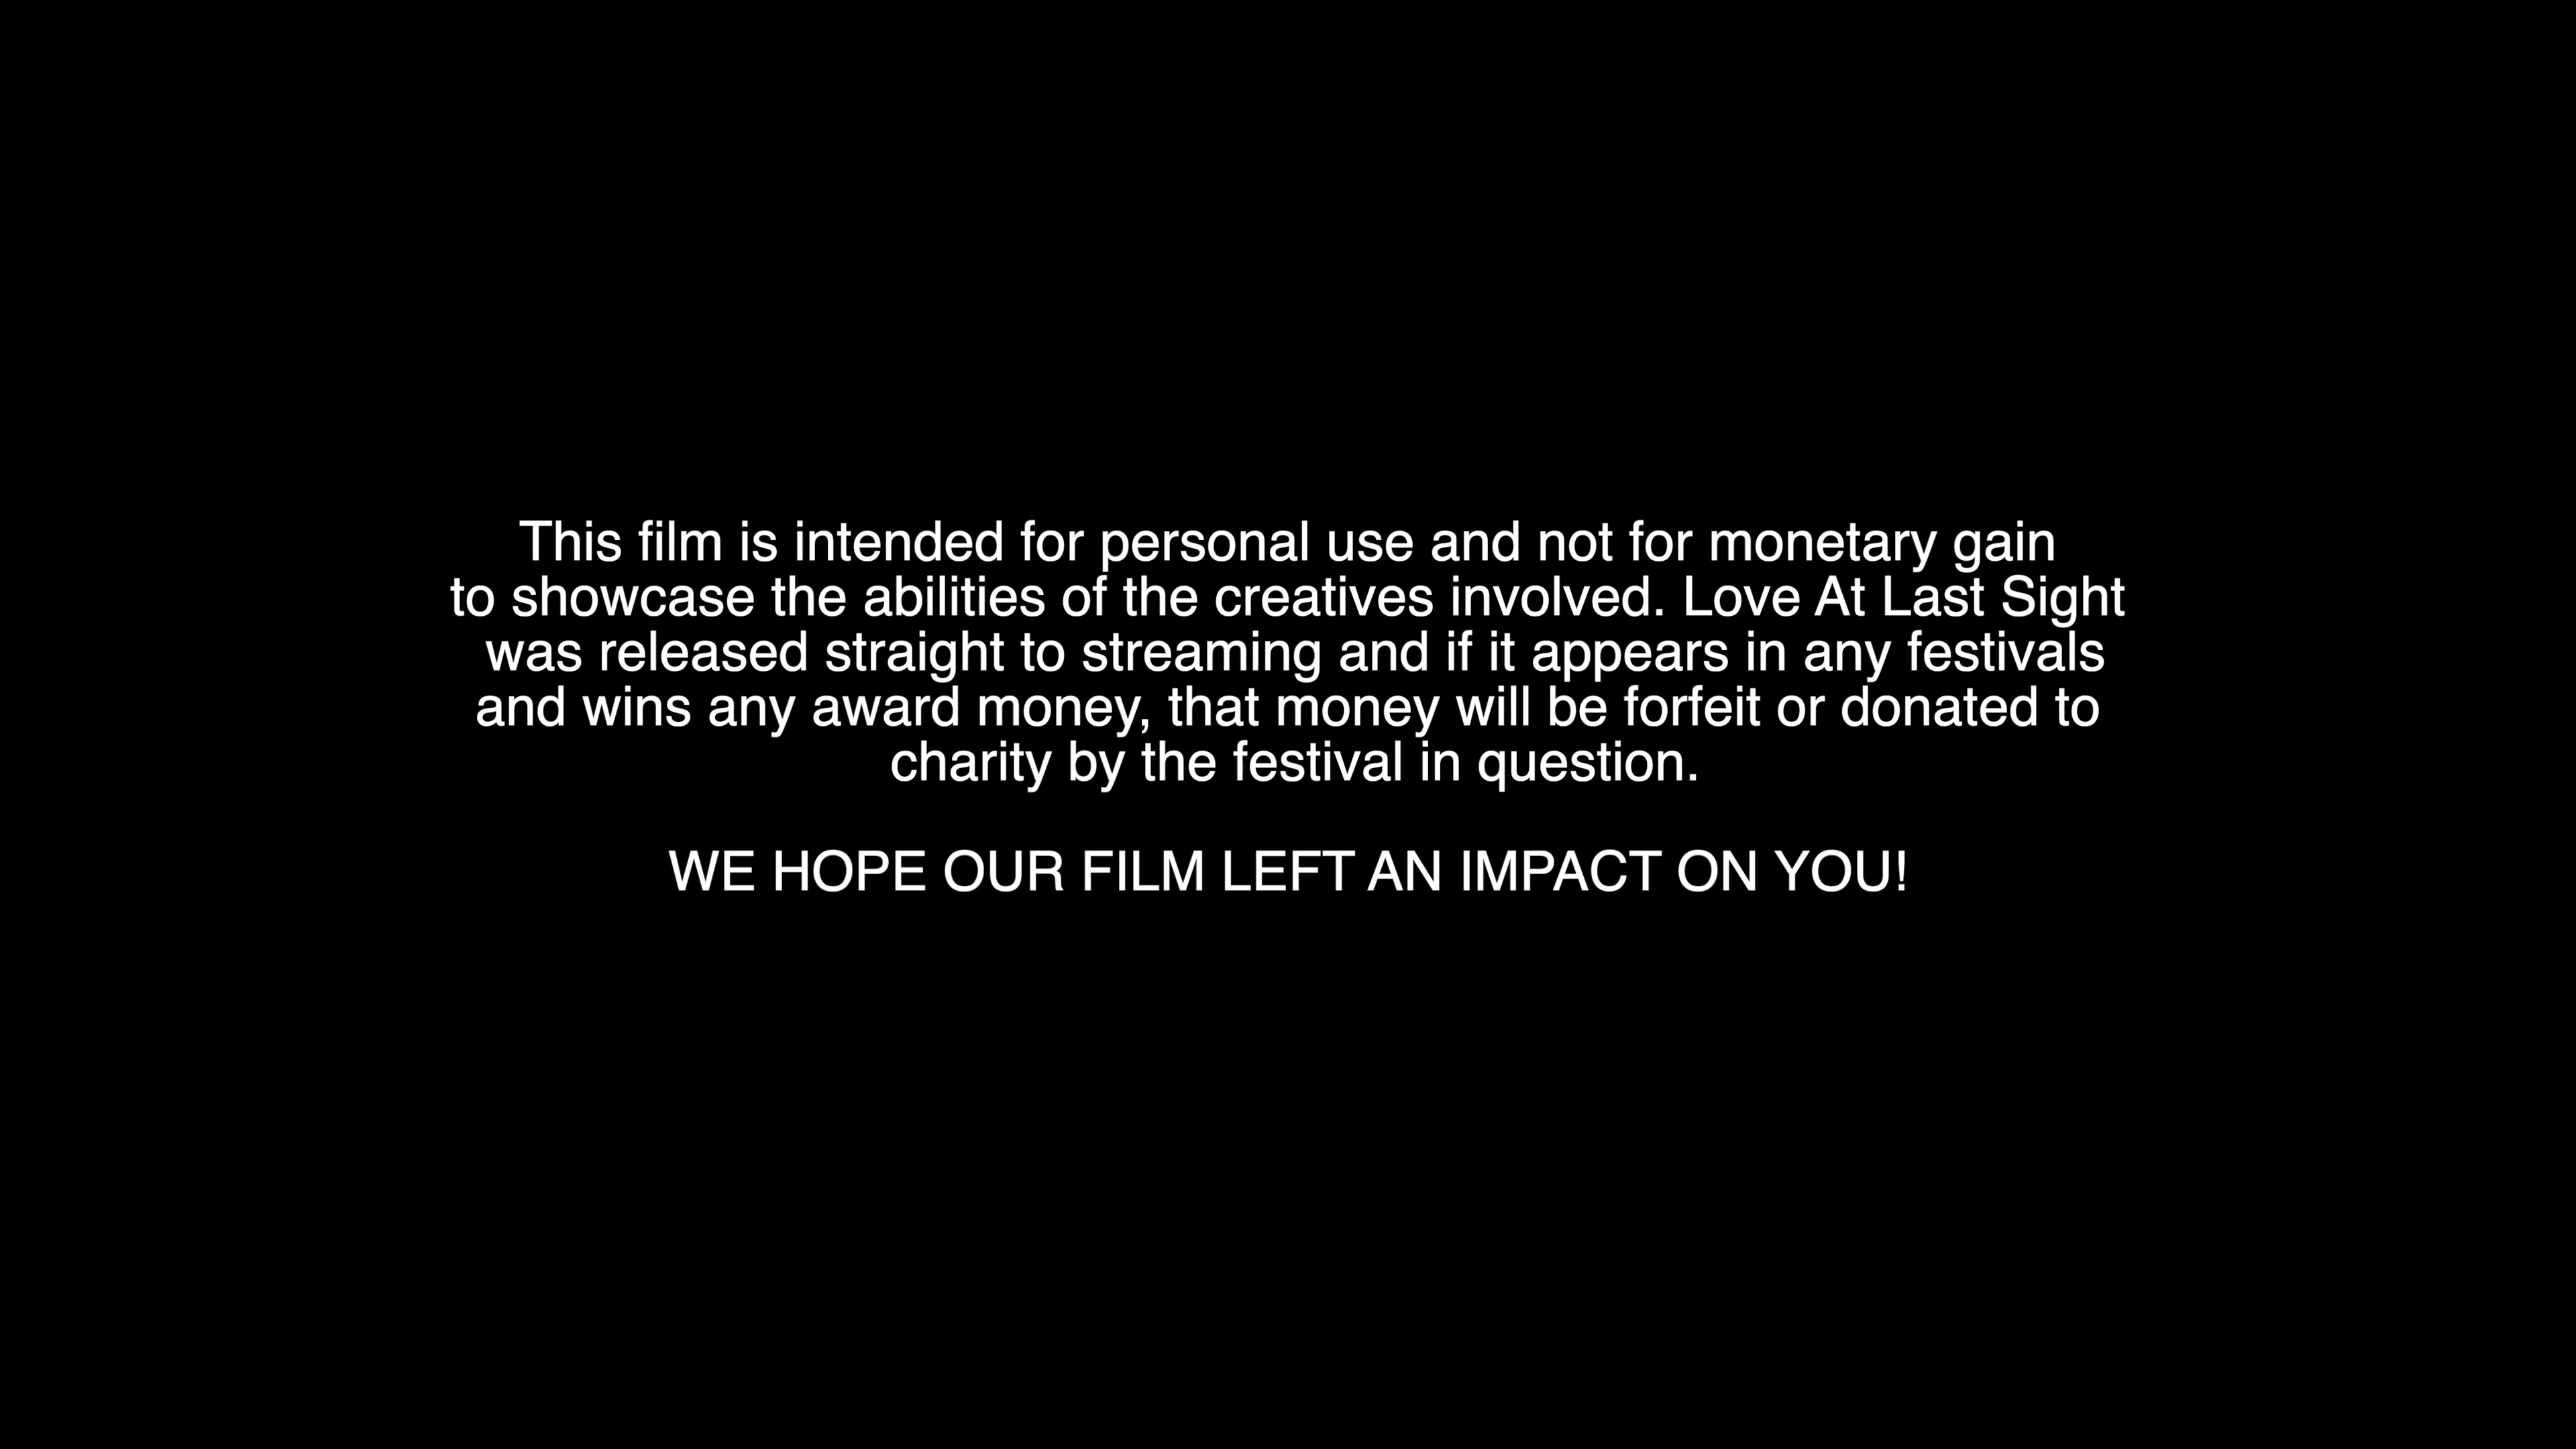 This film is intended for personal use and not for monetary gain
to showcase the abilities of the creatives involved. Love At Last Sight
was released straight to streaming and if it appears in any festivals
and wins any award money, that money will be forfeit or donated to
charity by the festival in question.
WE HOPE OUR FILM LEFT AN IMPACT ON YOU!